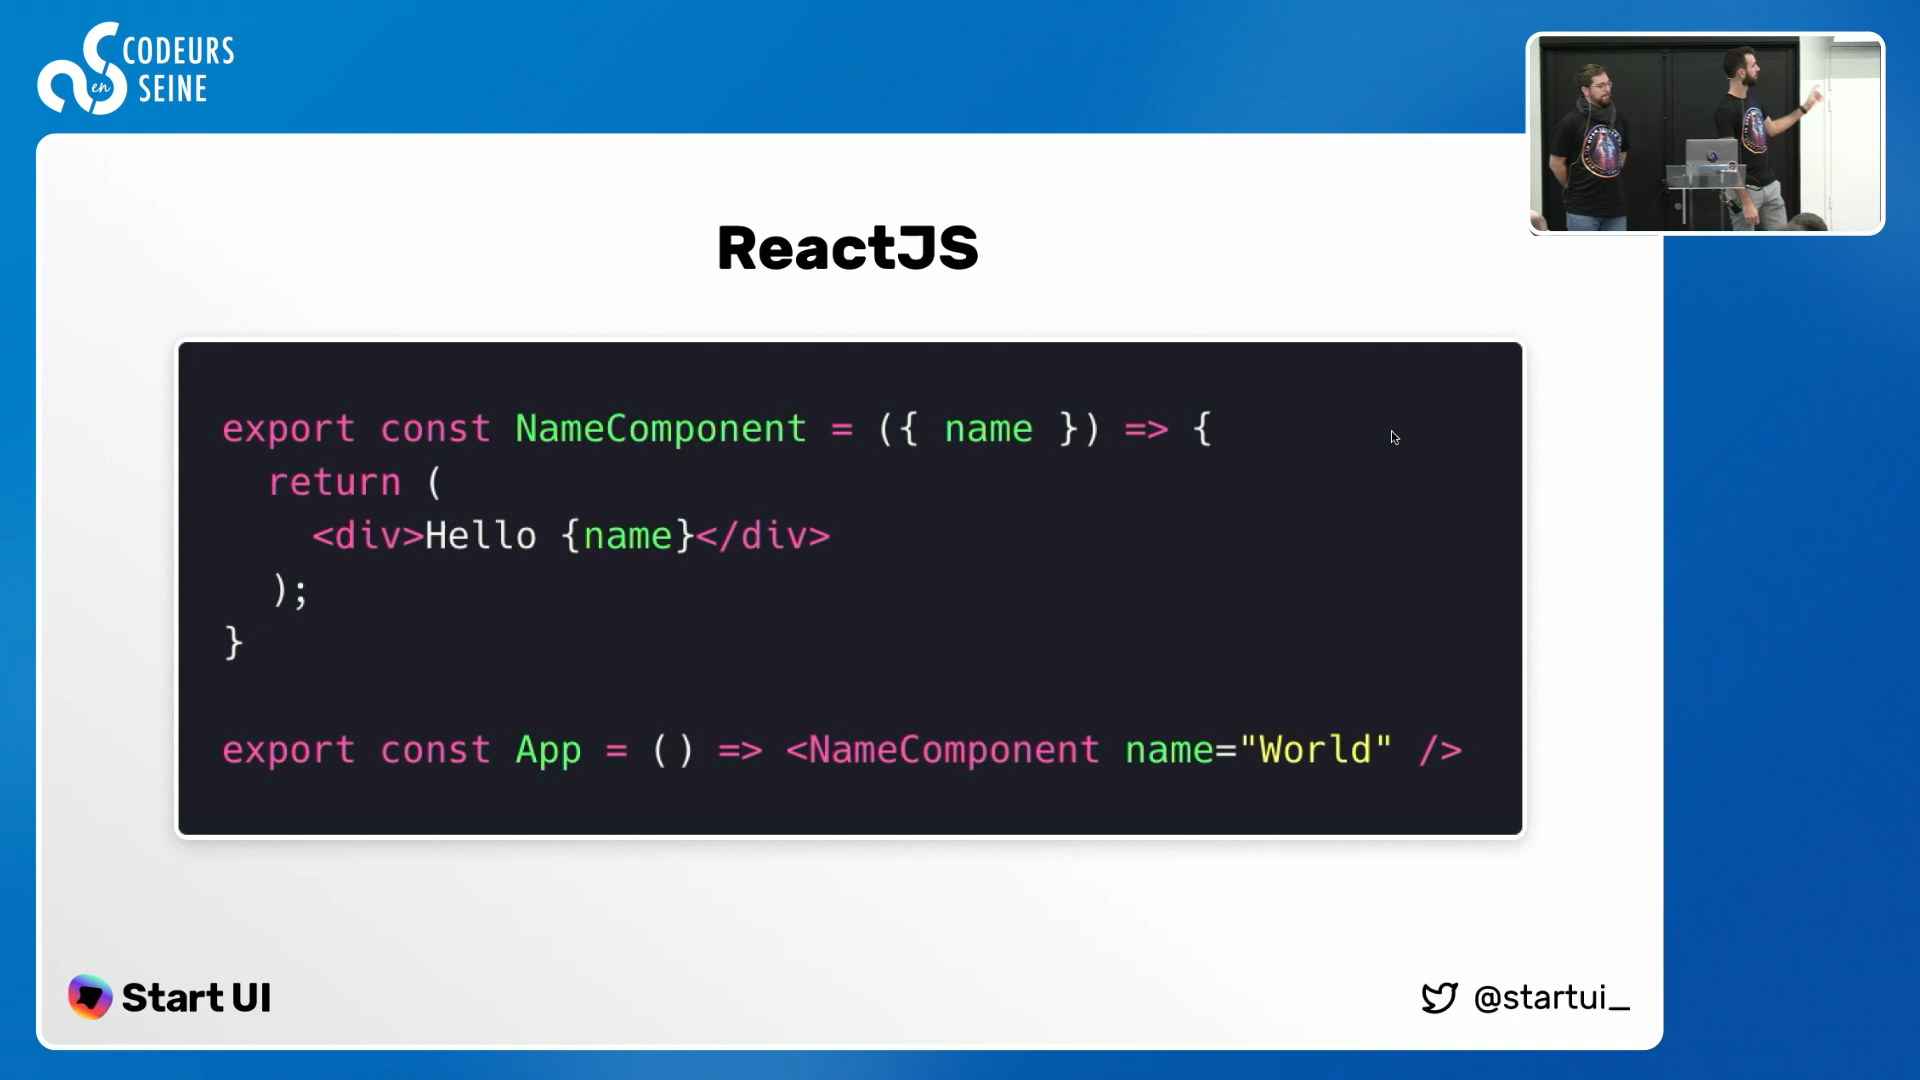 CODEURS
en
SEINE
ReactJS
export const NameComponent = ({ name }) => {
  return (
    <div>Hello {name}</div>
  );
}
export const App = () => <NameComponent name="World" />
Start UI
@startui_